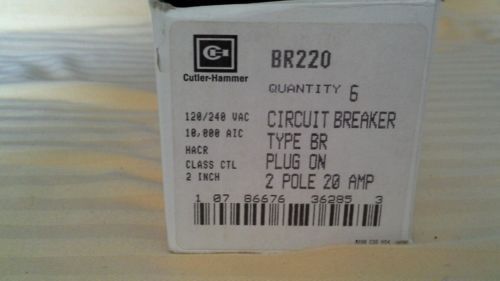 Cutler-Hammer
BR220
QUANTITY 6
120/240 VAC
10,000 AIC
HACR
CLASS CTL
2 INCH
CIRCUIT BREAKER
TYPE BR
PLUG ON
2 POLE 20 AMP
1 07 86676 36285 3